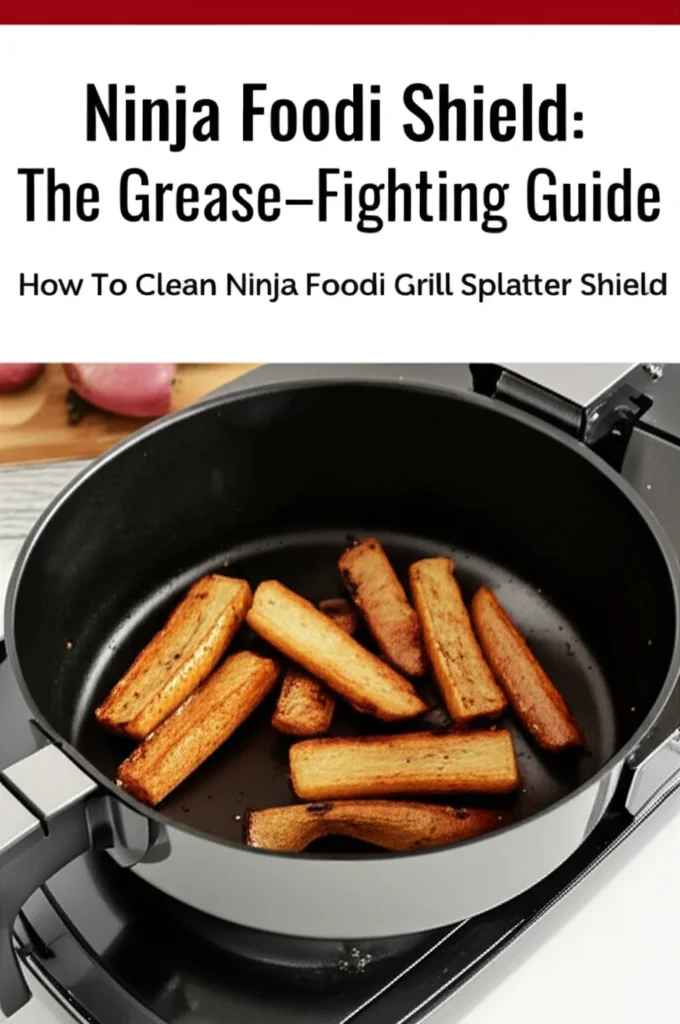 Ninja Foodi Shield:
The Grease–Fighting Guide
How To Clean Ninja Foodi Grill Splatter Shield